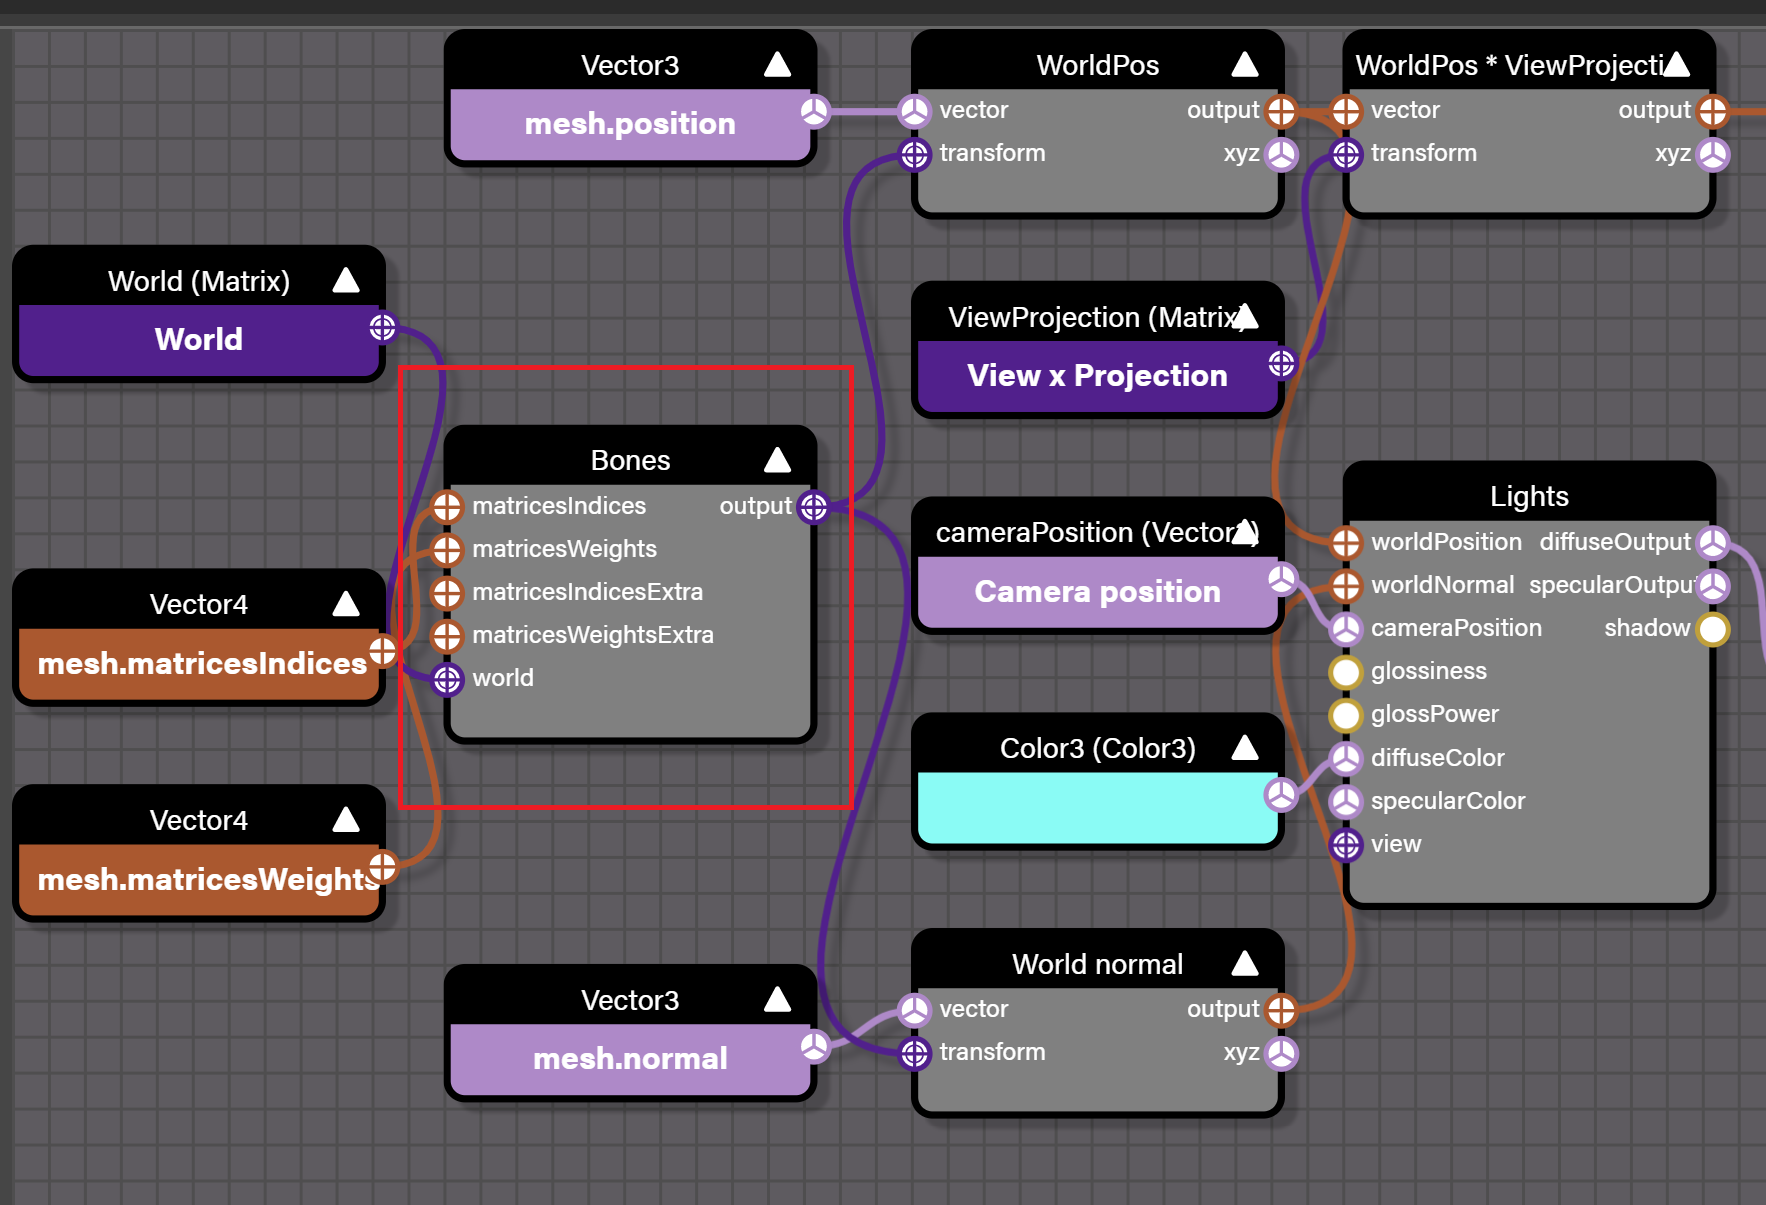 Vector3
mesh.position
WorldPos
vector
output
transform
xyz
WorldPos * ViewProjecti
vector
output
transform
xyz
World (Matrix)
World
ViewProjection (Matrix)
View x Projection
Bones
matricesIndices
output
matricesWeights
matricesIndicesExtra
matricesWeightsExtra
world
cameraPosition (Vector3)
Camera position
Lights
worldPosition
diffuseOutput
worldNormal
specularOutput
cameraPosition
shadow
glossiness
glossPower
diffuseColor
specularColor
view
Vector4
mesh.matricesIndices
Color3 (Color3)
Vector4
mesh.matricesWeights
World normal
vector
output
transform
xyz
Vector3
mesh.normal